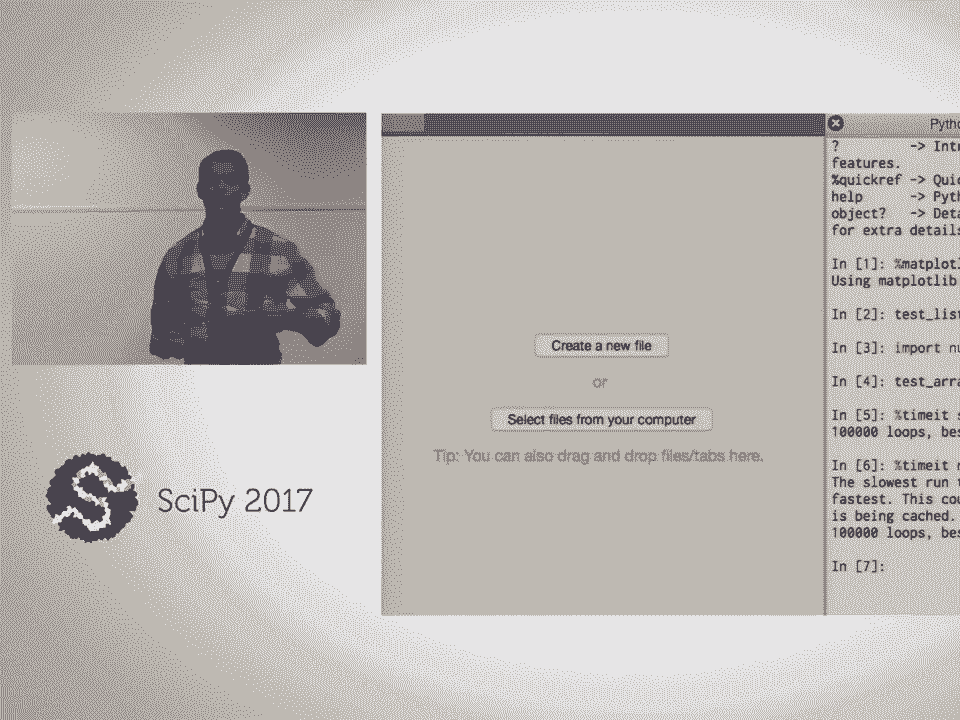 Create a new file
or
Select files from your computer
Tip: You can also drag and drop files/tabs here.
SciPy 2017
? -> Intr
features.
%quickref -> Quic
help -> Pyth
object? -> Deta
for extra details
In [1]: %matplotl
Using matplotlib
In [2]: test_list
In [3]: import nu
In [4]: test_arra
In [5]: %timeit s
100000 loops, bes
In [6]: %timeit n
The slowest run t
fastest. This cou
is being cached.
100000 loops, bes
In [7]: